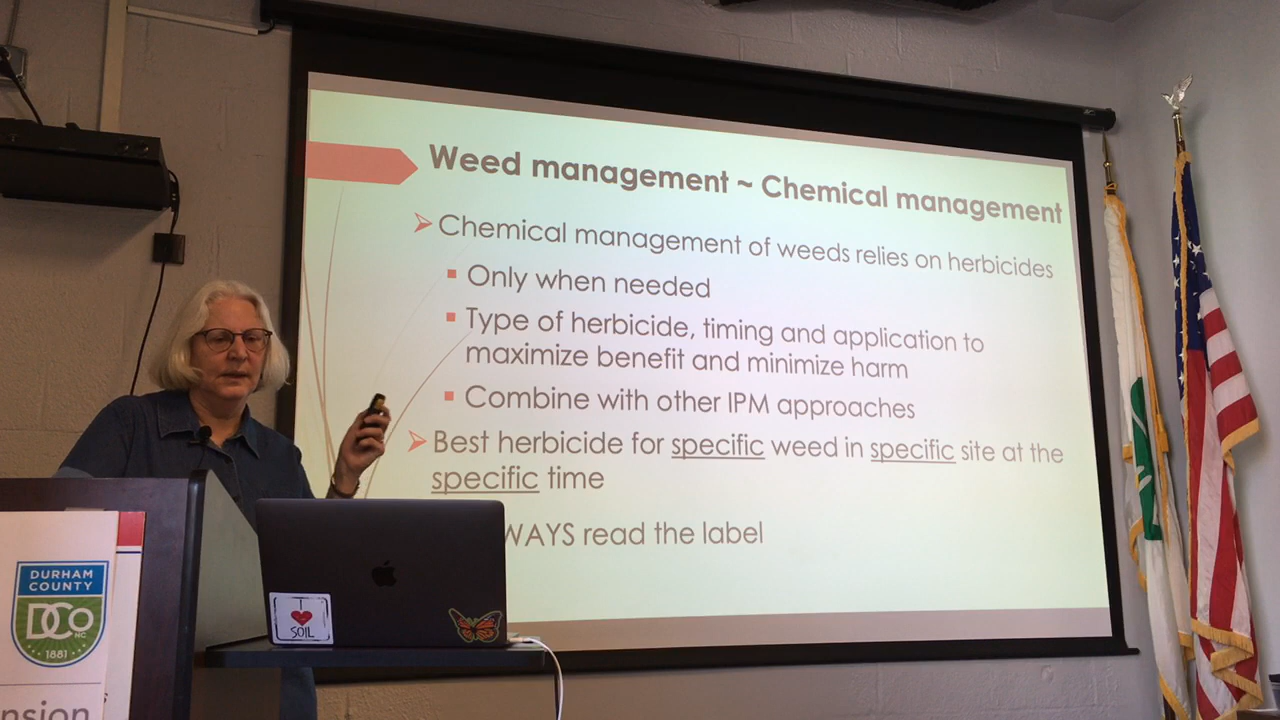 Weed management ~ Chemical management
Chemical management of weeds relies on herbicides
Only when needed
Type of herbicide, timing and application to
maximize benefit and minimize harm
Combine with other IPM approaches
Best herbicide for specific weed in specific site at the
specific time
WAYS read the label
I
SOIL
DURHAM
COUNTY
DCo
NC
1881
nsion